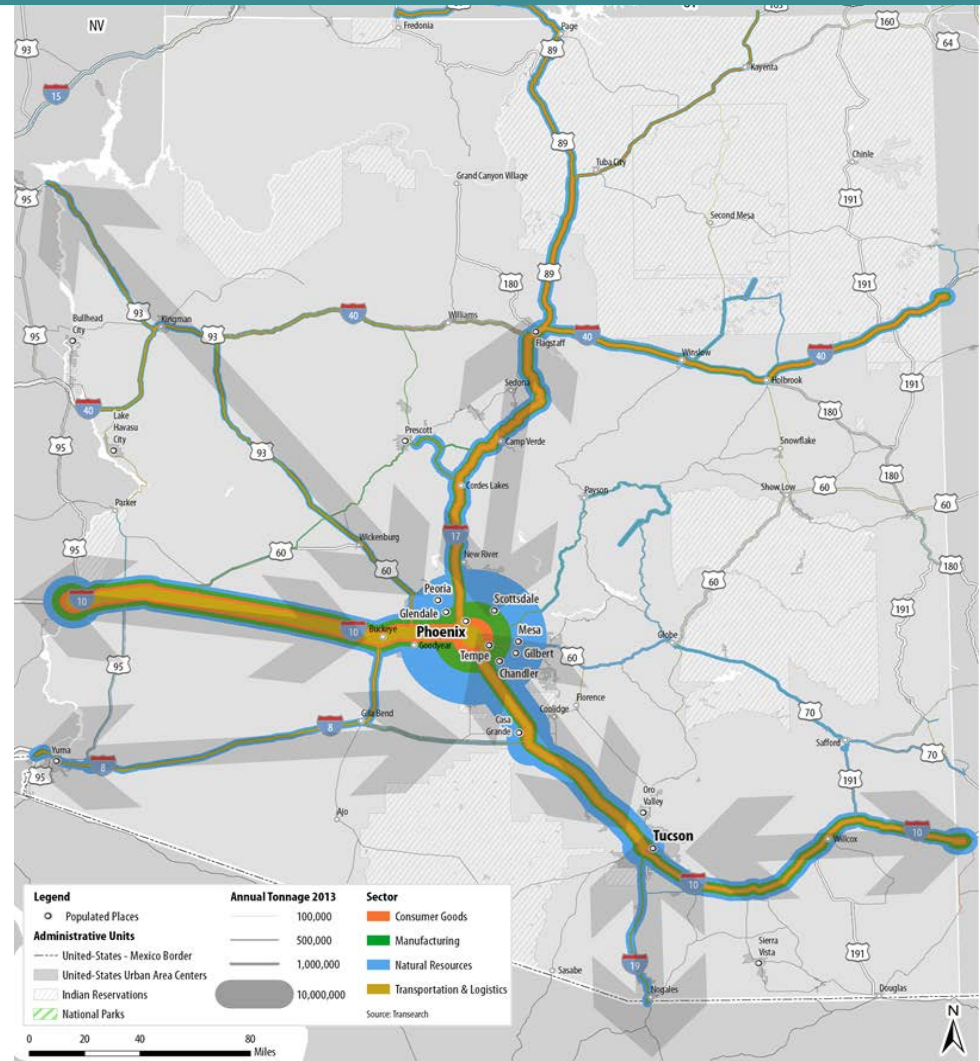 NV
Fredonia
Page
163
160
93
89
64
15
Kayenta
89
Tuba City
Chinle
95
Grand Canyon Village
191
Second Mesa
89
180
191
93
Bullhead
City
Kingman
93
40
Williams
95
Flagstaff
40
Winslow
40
Holbrook
191
Sedona
180
40
Lake
Havasu
City
Prescott
Camp Verde
95
93
Snowflake
Cordes Lakes
180
Show Low
60
Payson
60
Parker
17
Wickenburg
New River
95
60
60
180
60
Peoria
Scottsdale
10
Glendale
191
10
Buckeye
Phoenix
Mesa
Goodyear
Tempe
Gilbert
60
Globe
Chandler
95
Florence
Coolidge
Gila Bend
8
Casa
Grande
70
Safford
70
Yuma
8
95
191
Oro
Valley
Ajo
Tucson
10
Willcox
10
19
Sierra
Vista
191
Sasabe
Nogales
Douglas
Legend
Populated Places
Administrative Units
United-States - Mexico Border
United-States Urban Area Centers
Indian Reservations
National Parks
Annual Tonnage 2013
100,000
500,000
1,000,000
10,000,000
Sector
Consumer Goods
Manufacturing
Natural Resources
Transportation & Logistics
Source: Transearch
0 20 40 80
Miles
N